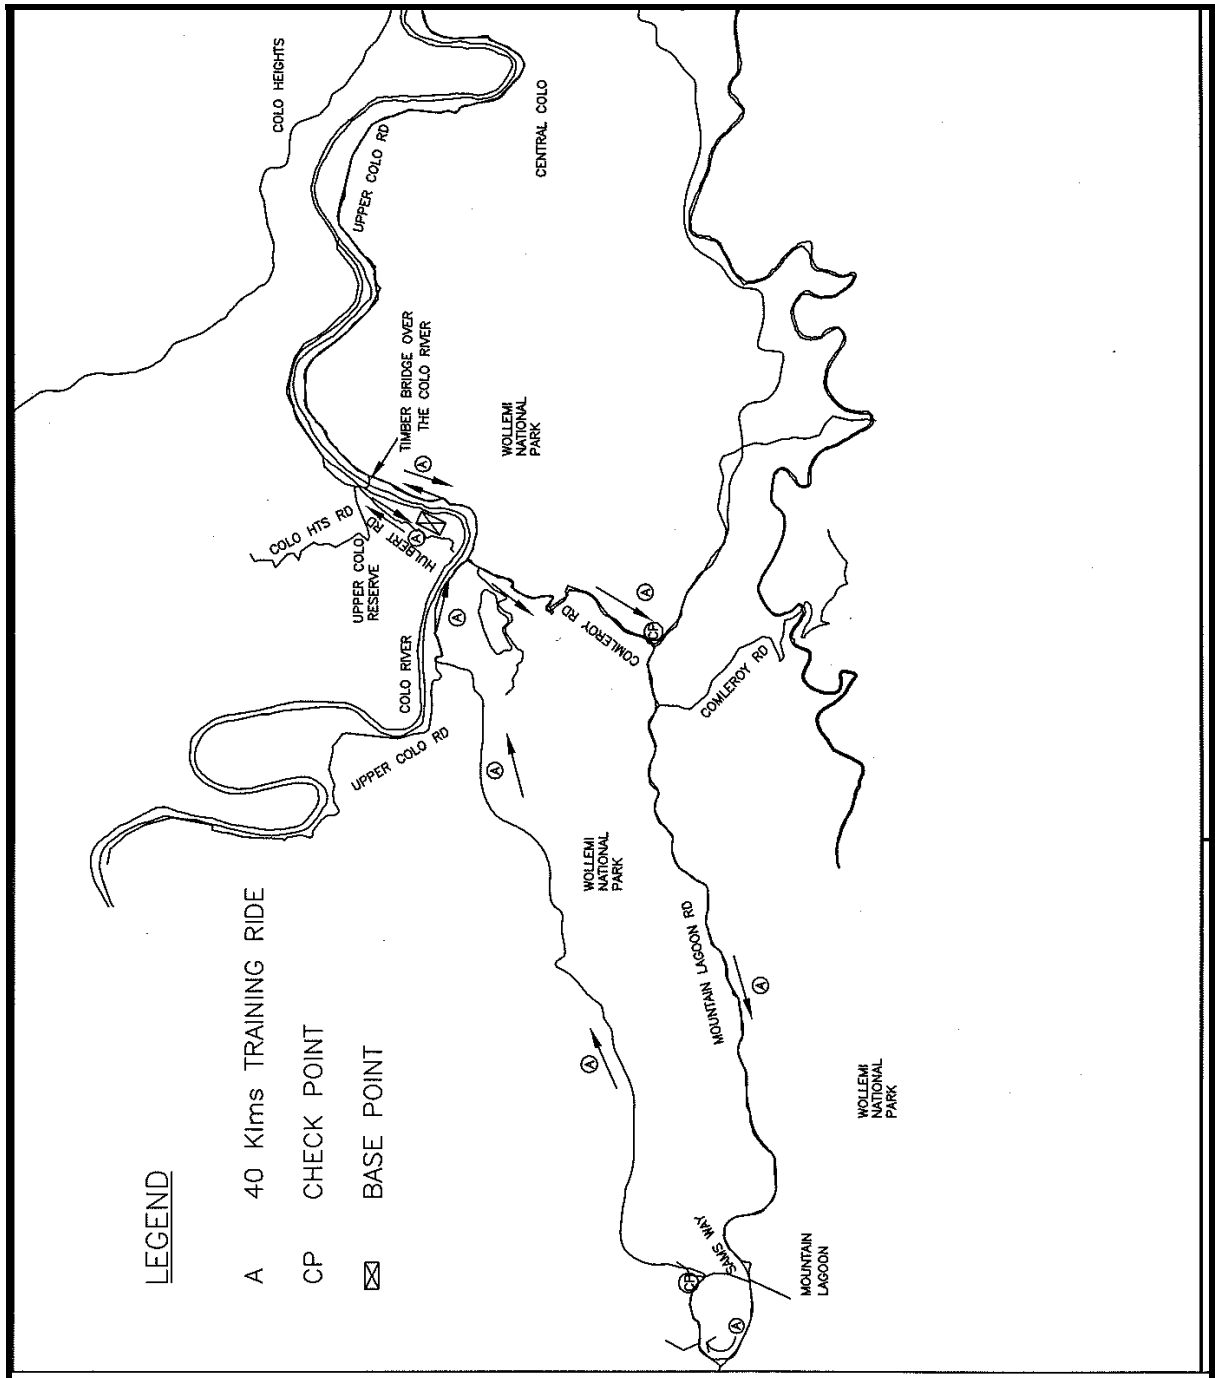 COLO HEIGHTS
CENTRAL COLO
UPPER COLO RD
TIMBER BRIDGE OVER
THE COLO RIVER
A
WOLLEMI
NATIONAL
PARK
COLO HTS RD
HULBERT RD
A
UPPER COLO
RESERVE
A
COLO RIVER
UPPER COLO RD
A
CP
COMLEROY RD
COMLEROY RD
A
WOLLEMI
NATIONAL
PARK
MOUNTAIN LAGOON RD
A
A
WOLLEMI
NATIONAL
PARK
SAMS WAY
CP
A
MOUNTAIN
LAGOON
LEGEND
A 40 Klms TRAINING RIDE
CP CHECK POINT
BASE POINT